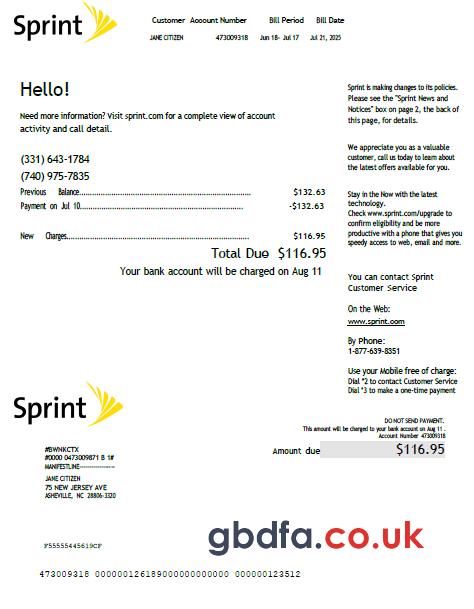 Sprint
Customer Account Number Bill Period Bill Date
JANE CITIZEN 473009318 Jun 18- Jul 17 Jul 21, 2025
Hello!
Need more information? Visit sprint.com for a complete view of account
activity and call detail.
(331) 643-1784
(740) 975-7835
Previous Balance.......................................................................... $132.63
Payment on Jul 10...................................................................... -$132.63
New Charges.............................................................................. $116.95
Total Due $116.95
Your bank account will be charged on Aug 11
Sprint is making changes to its policies.
Please see the "Sprint News and
Notices" box on page 2, the back of
this page, for details.
We appreciate you as a valuable
customer, call us today to learn about
the latest offers available for you.
Stay in the Now with the latest
technology.
Check www.sprint.com/upgrade to
confirm eligibility and be more
productive with a phone that gives you
speedy access to web, email and more.
You can contact Sprint
Customer Service
On the Web:
www.sprint.com
By Phone:
1-877-639-8351
Use your Mobile free of charge:
Dial *2 to contact Customer Service
Dial *3 to make a one-time payment
Sprint
DO NOT SEND PAYMENT.
This amount will be charged to your bank account on Aug 11 .
Account Number 473009318
Amount due $116.95
#BWNKCTX
#0000 0473009871 B 1#
MANIFESTLINE------------------
JANE CITIZEN
75 NEW JERSEY AVE
ASHEVILLE, NC 28806-3320
gbdfa.co.uk
F55555445619CF
473009318 000000126189000000000000 000000123512